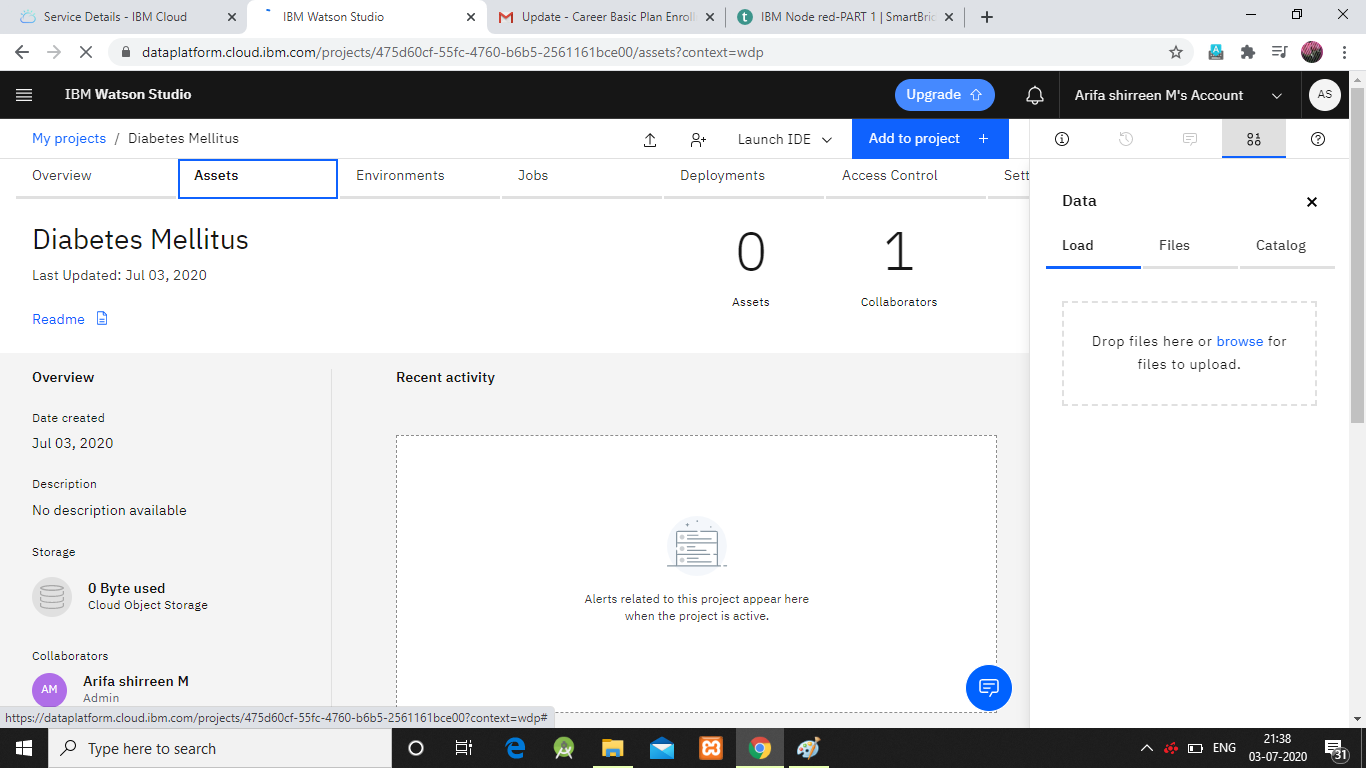 Service Details - IBM Cloud
IBM Watson Studio
Update - Career Basic Plan Enroll
IBM Node red-PART 1 | SmartBri
dataplatform.cloud.ibm.com/projects/475d60cf-55fc-4760-b6b5-2561161bce00/assets?context=wdp
IBM Watson Studio
Upgrade
Arifa shirreen M's Account
AS
My projects / Diabetes Mellitus
Launch IDE
Add to project +
Overview
Assets
Environments
Jobs
Deployments
Access Control
Sett
Diabetes Mellitus
Last Updated: Jul 03, 2020
Readme
0
Assets
1
Collaborators
Data
Load
Files
Catalog
Drop files here or browse for
files to upload.
Overview
Date created
Jul 03, 2020
Description
No description available
Storage
0 Byte used
Cloud Object Storage
Collaborators
AM
Arifa shirreen M
Admin
Recent activity
Alerts related to this project appear here
when the project is active.
https://dataplatform.cloud.ibm.com/projects/475d60cf-55fc-4760-b6b5-2561161bce00?context=wdp#
Type here to search
ENG
21:38
03-07-2020
31